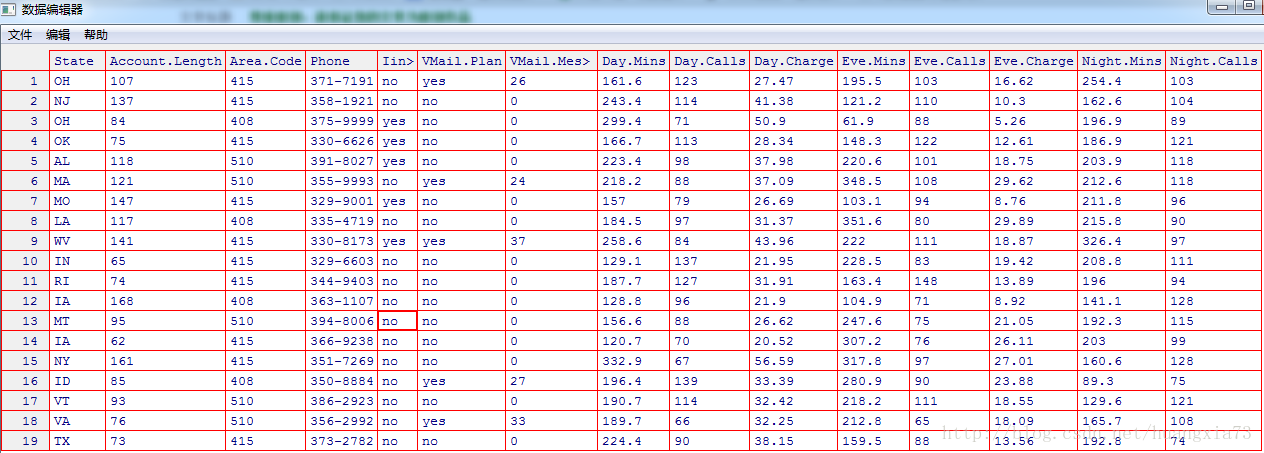 数据编辑器
文件 编辑 帮助
State Account.Length Area.Code Phone Iin> VMail.Plan VMail.Mes> Day.Mins Day.Calls Day.Charge Eve.Mins Eve.Calls Eve.Charge Night.Mins Night.Calls
1 OH 107 415 371-7191 no yes 26 161.6 123 27.47 195.5 103 16.62 254.4 103
2 NJ 137 415 358-1921 no no 0 243.4 114 41.38 121.2 110 10.3 162.6 104
3 OH 84 408 375-9999 yes no 0 299.4 71 50.9 61.9 88 5.26 196.9 89
4 OK 75 415 330-6626 yes no 0 166.7 113 28.34 148.3 122 12.61 186.9 121
5 AL 118 510 391-8027 yes no 0 223.4 98 37.98 220.6 101 18.75 203.9 118
6 MA 121 510 355-9993 no yes 24 218.2 88 37.09 348.5 108 29.62 212.6 118
7 MO 147 415 329-9001 yes no 0 157 79 26.69 103.1 94 8.76 211.8 96
8 LA 117 408 335-4719 no no 0 184.5 97 31.37 351.6 80 29.89 215.8 90
9 WV 141 415 330-8173 yes yes 37 258.6 84 43.96 222 111 18.87 326.4 97
10 IN 65 415 329-6603 no no 0 129.1 137 21.95 228.5 83 19.42 208.8 111
11 RI 74 415 344-9403 no no 0 187.7 127 31.91 163.4 148 13.89 196 94
12 IA 168 408 363-1107 no no 0 128.8 96 21.9 104.9 71 8.92 141.1 128
13 MT 95 510 394-8006 no no 0 156.6 88 26.62 247.6 75 21.05 192.3 115
14 IA 62 415 366-9238 no no 0 120.7 70 20.52 307.2 76 26.11 203 99
15 NY 161 415 351-7269 no no 0 332.9 67 56.59 317.8 97 27.01 160.6 128
16 ID 85 408 350-8884 no yes 27 196.4 139 33.39 280.9 90 23.88 89.3 75
17 VT 93 510 386-2923 no no 0 190.7 114 32.42 218.2 111 18.55 129.6 121
18 VA 76 510 356-2992 no yes 33 189.7 66 32.25 212.8 65 18.09 165.7 108
19 TX 73 415 373-2782 no no 0 224.4 90 38.15 159.5 88 13.56 192.8 74